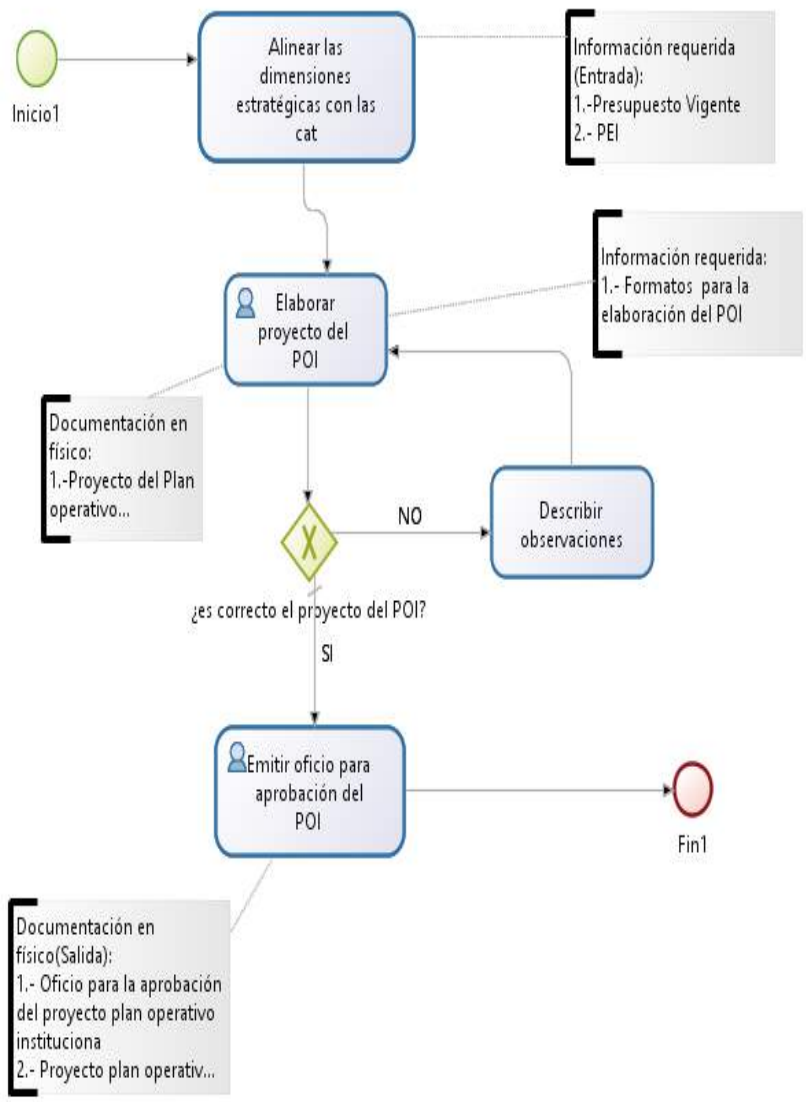 Inicio1
Alinear las
dimensiones
estratégicas con las
cat
Información requerida
(Entrada):
1.-Presupuesto Vigente
2.- PEI
Elaborar
proyecto del
POI
Información requerida:
1.- Formatos para la
elaboración del POI
Documentación en
físico:
1.-Proyecto del Plan
operativo...
NO
Describir
observaciones
¿es correcto el proyecto del POI?
SI
Emitir oficio para
aprobación del
POI
Fin1
Documentación en
físico(Salida):
1.- Oficio para la aprobación
del proyecto plan operativo
instituciona
2.- Proyecto plan operativ...